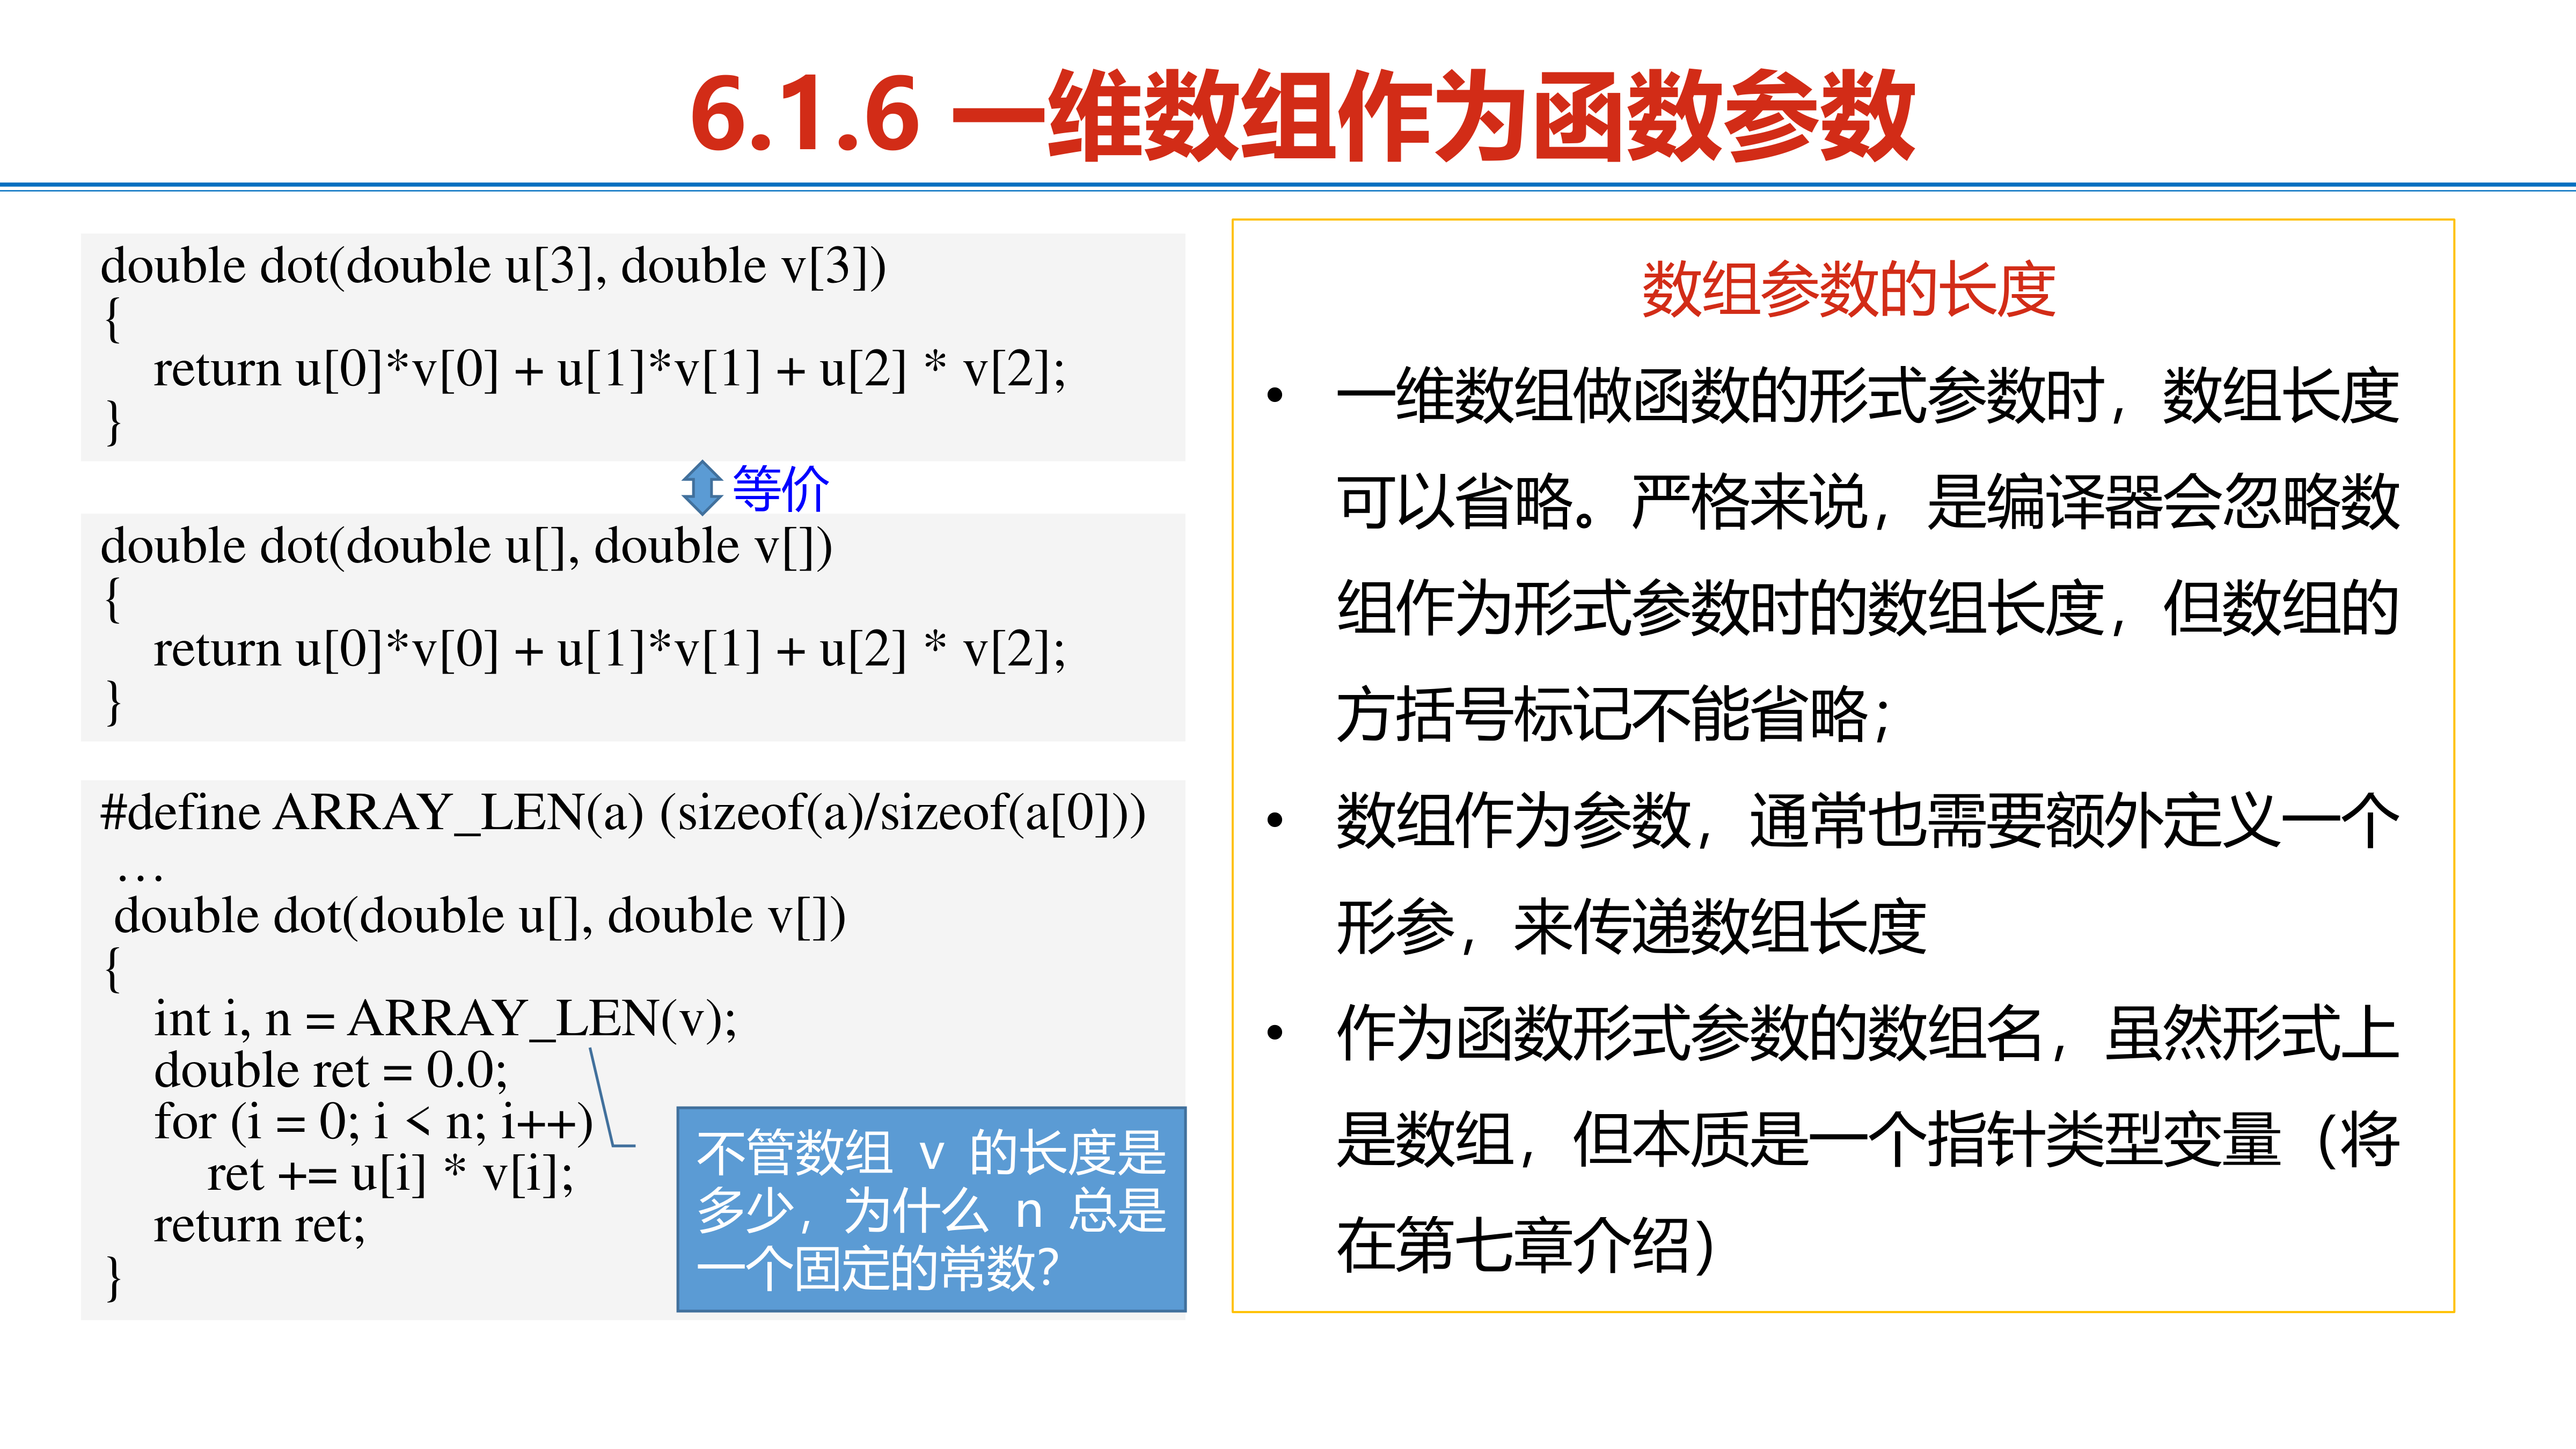 6.1.6 一维数组作为函数参数
double dot(double u[3], double v[3])
{
return u[0]*v[0] + u[1]*v[1] + u[2] * v[2];
}
等价
double dot(double u[], double v[])
{
return u[0]*v[0] + u[1]*v[1] + u[2] * v[2];
}
#define ARRAY_LEN(a) (sizeof(a)/sizeof(a[0]))
…
double dot(double u[], double v[])
{
int i, n = ARRAY_LEN(v);
double ret = 0.0;
for (i = 0; i < n; i++)
ret += u[i] * v[i];
return ret;
}
不管数组 v 的长度是
多少，为什么 n 总是
一个固定的常数？
数组参数的长度
• 一维数组做函数的形式参数时，数组长度
可以省略。严格来说，是编译器会忽略数
组作为形式参数时的数组长度，但数组的
方括号标记不能省略；
• 数组作为参数，通常也需要额外定义一个
形参，来传递数组长度
• 作为函数形式参数的数组名，虽然形式上
是数组，但本质是一个指针类型变量（将
在第七章介绍）